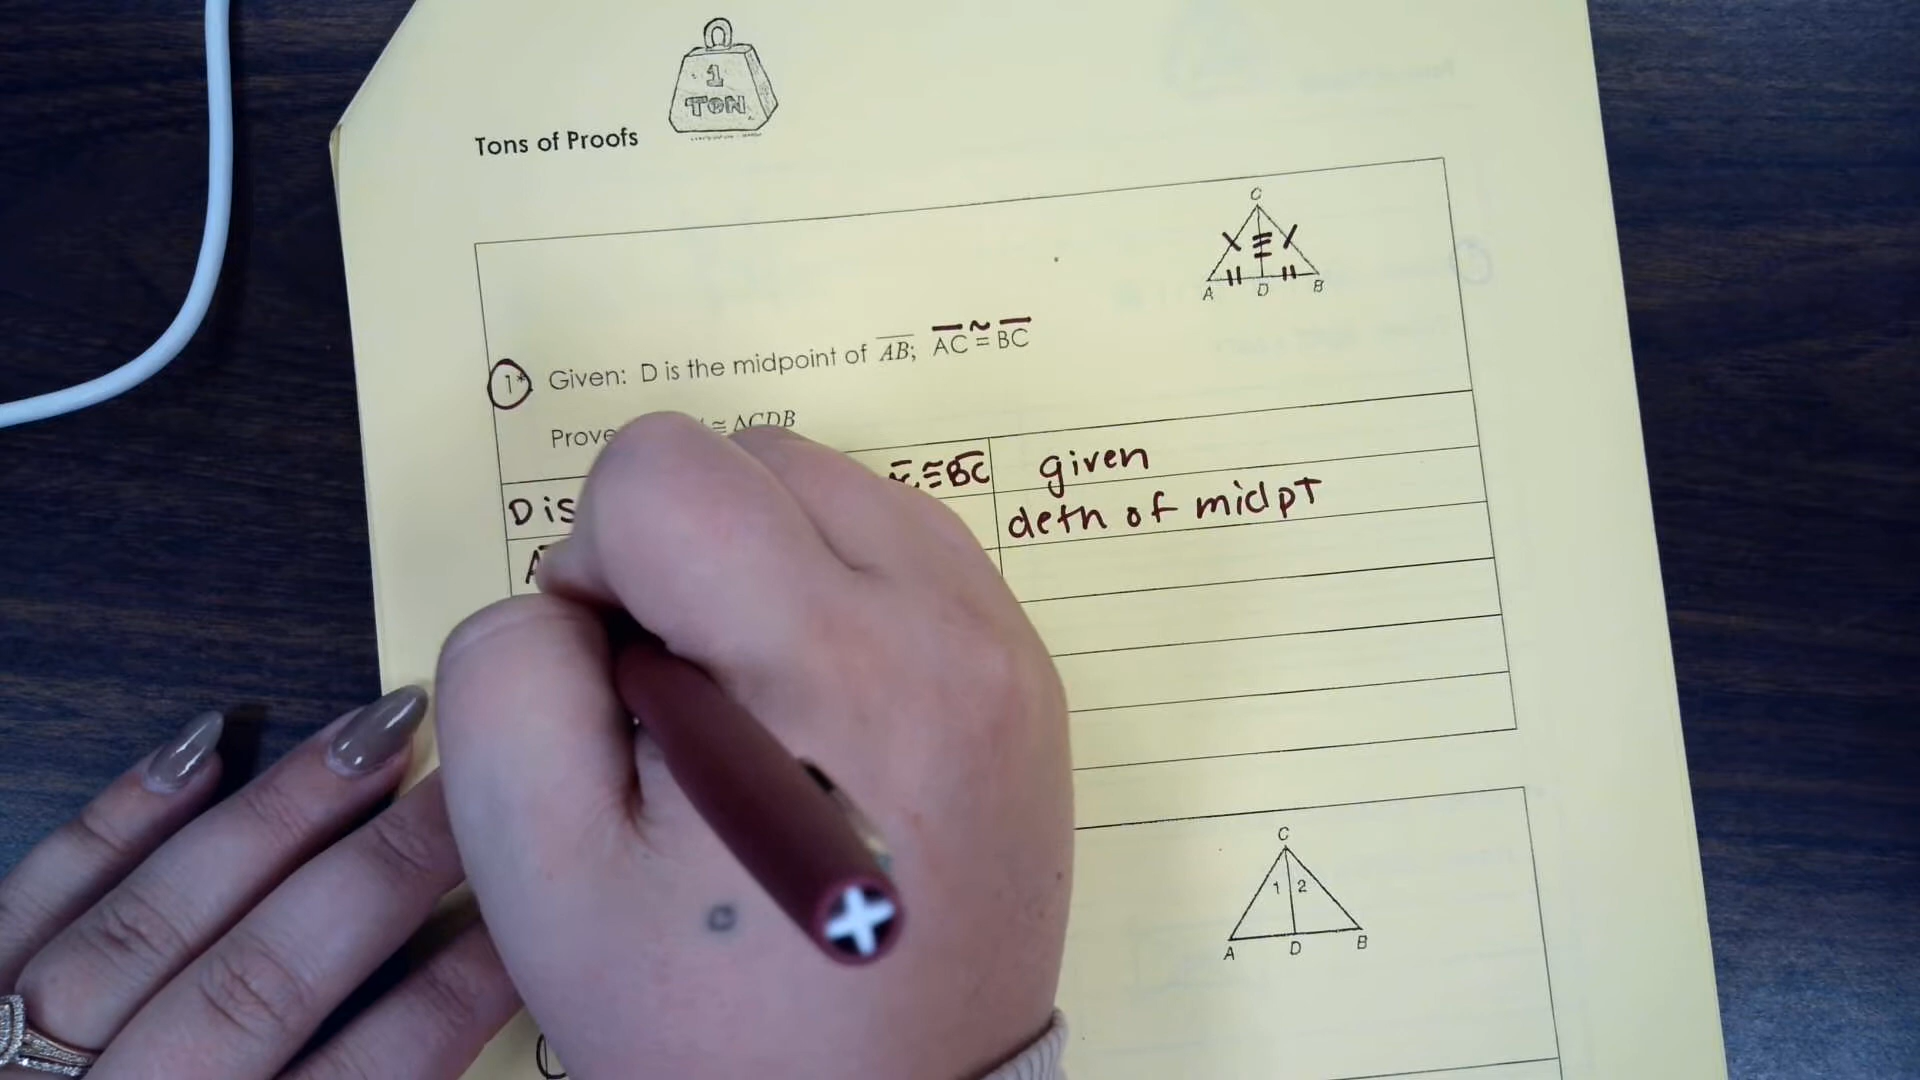 1
TON
Tons of Proofs
C
A D B
1* Given: D is the midpoint of AB; AC ≅ BC
Prove ≅ ΔCDB
D is ≅ BC given
defn of midpt
A
C
1 2
A D B